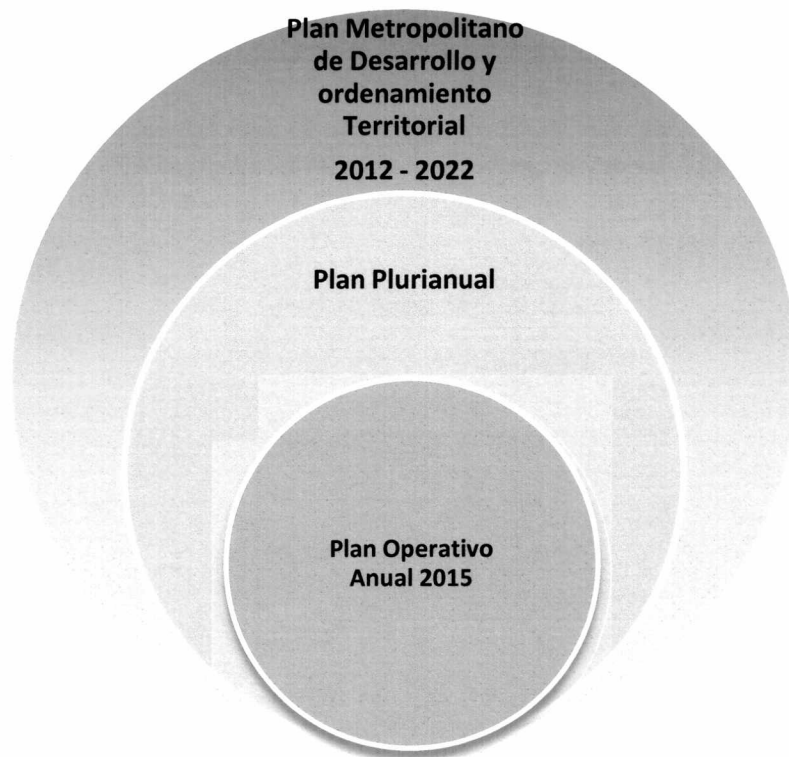 Plan Metropolitano
de Desarrollo y
ordenamiento
Territorial
2012 - 2022
Plan Plurianual
Plan Operativo
Anual 2015